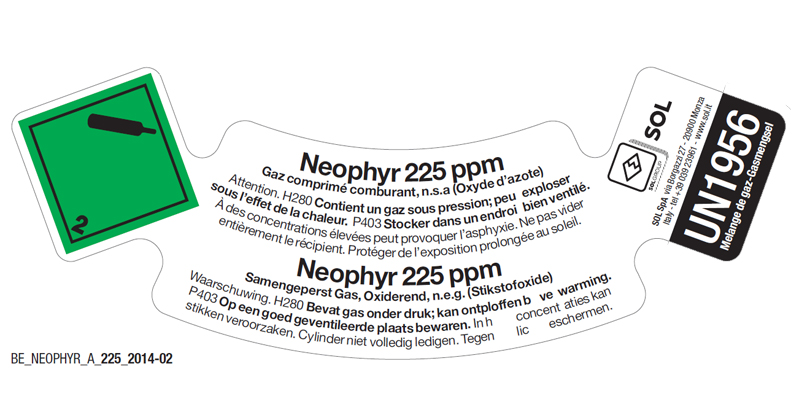 2
Neophyr 225 ppm
Gaz comprimé comburant, n.s.a (Oxyde d'azote)
Attention. H280 Contient un gaz sous pression; peu exploser
sous l'effet de la chaleur. P403 Stocker dans un endroi bien ventilé.
À des concentrations élevées peut provoquer l'asphyxie. Ne pas vider
entièrement le récipient. Protéger de l'exposition prolongée au soleil.
Neophyr 225 ppm
Samengeperst Gas, Oxiderend, n.e.g. (Stikstofoxide)
Waarschuwing. H280 Bevat gas onder druk; kan ontploffen b ve warming.
P403 Op een goed geventileerde plaats bewaren. In h concent aties kan
stikken veroorzaken. Cylinder niet volledig ledigen. Tegen lic eschermen.
SOL
SOLGROUP
SOL SpA via Borgazzi 27 - 20900 Monza
Italy - tel +39 039 23961 - www.sol.it
UN1956
Melange de gaz-Gasmengsel
BE_NEOPHYR_A_225_2014-02